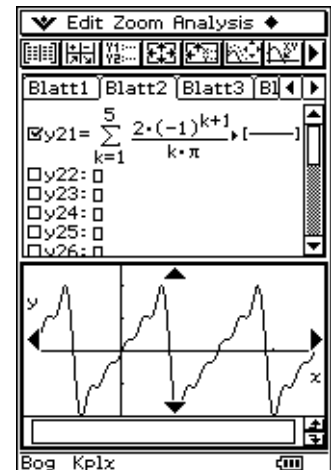 Edit Zoom Analysis ◆
Blatt1 Blatt2 Blatt3 Bl
5
y21= ∑ 2·(-1)^{k+1} / k·π ▸[——]
k=1
y22:▯
y23:▯
y24:▯
y25:▯
y26:▯
y
x
Bog Kplx